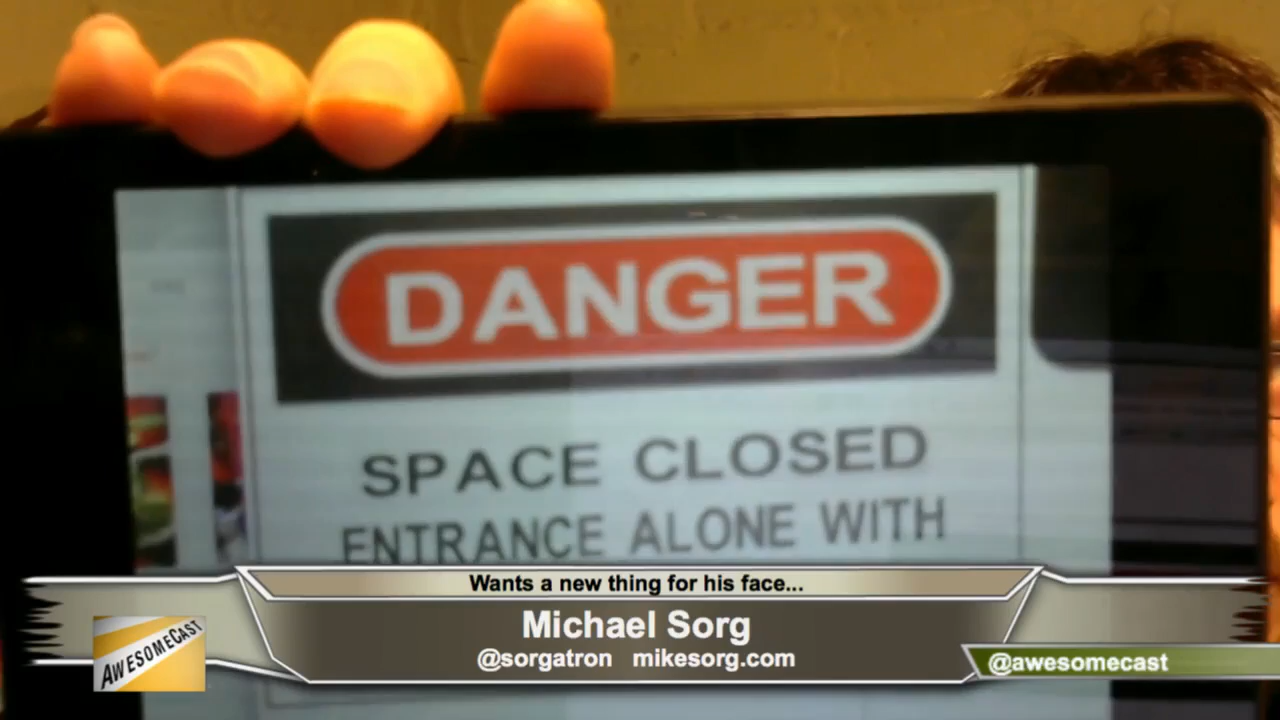 DANGER
SPACE CLOSED
ENTRANCE ALONE WITH
Wants a new thing for his face...
Michael Sorg
@sorgatron mikesorg.com
AWESOMECAST
@awesomecast